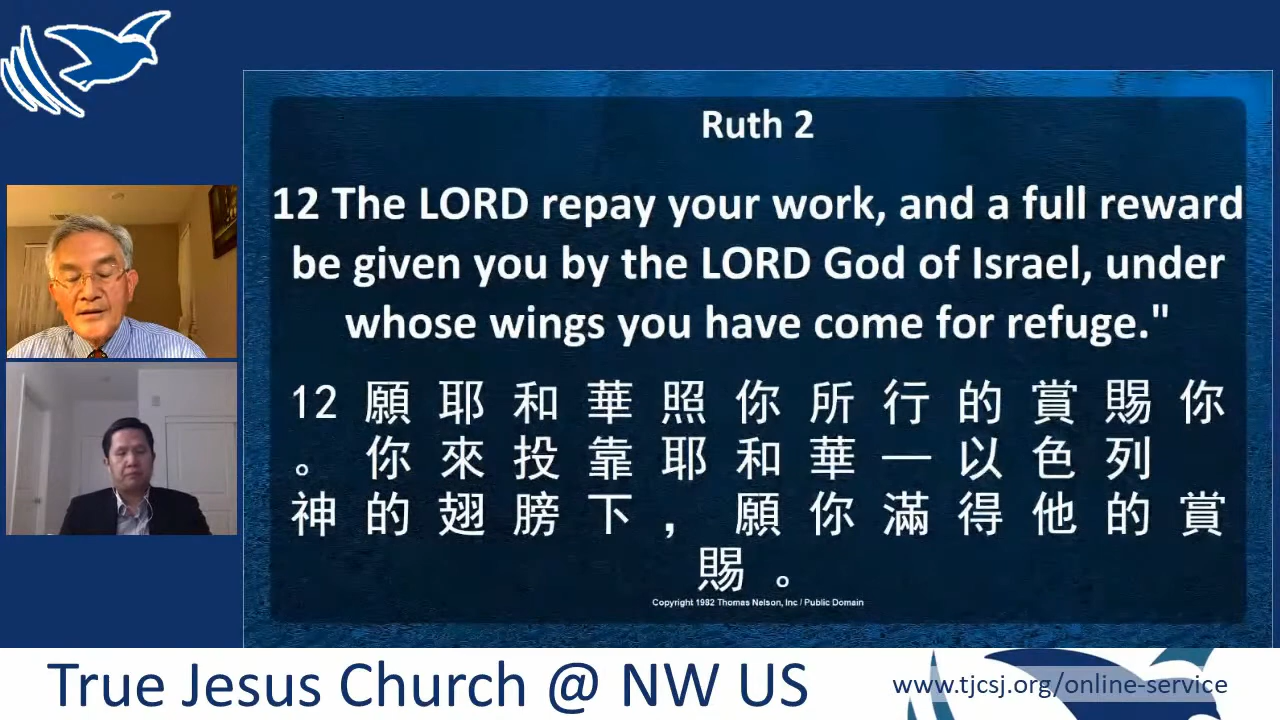 Ruth 2
12 The LORD repay your work, and a full reward
be given you by the LORD God of Israel, under
whose wings you have come for refuge."
12 願耶和華照你所行的賞賜你
。你來投靠耶和華—以色列
神的翅膀下，願你滿得他的賞
賜。
Copyright 1982 Thomas Nelson, Inc / Public Domain
True Jesus Church @ NW US
www.tjcsj.org/online-service